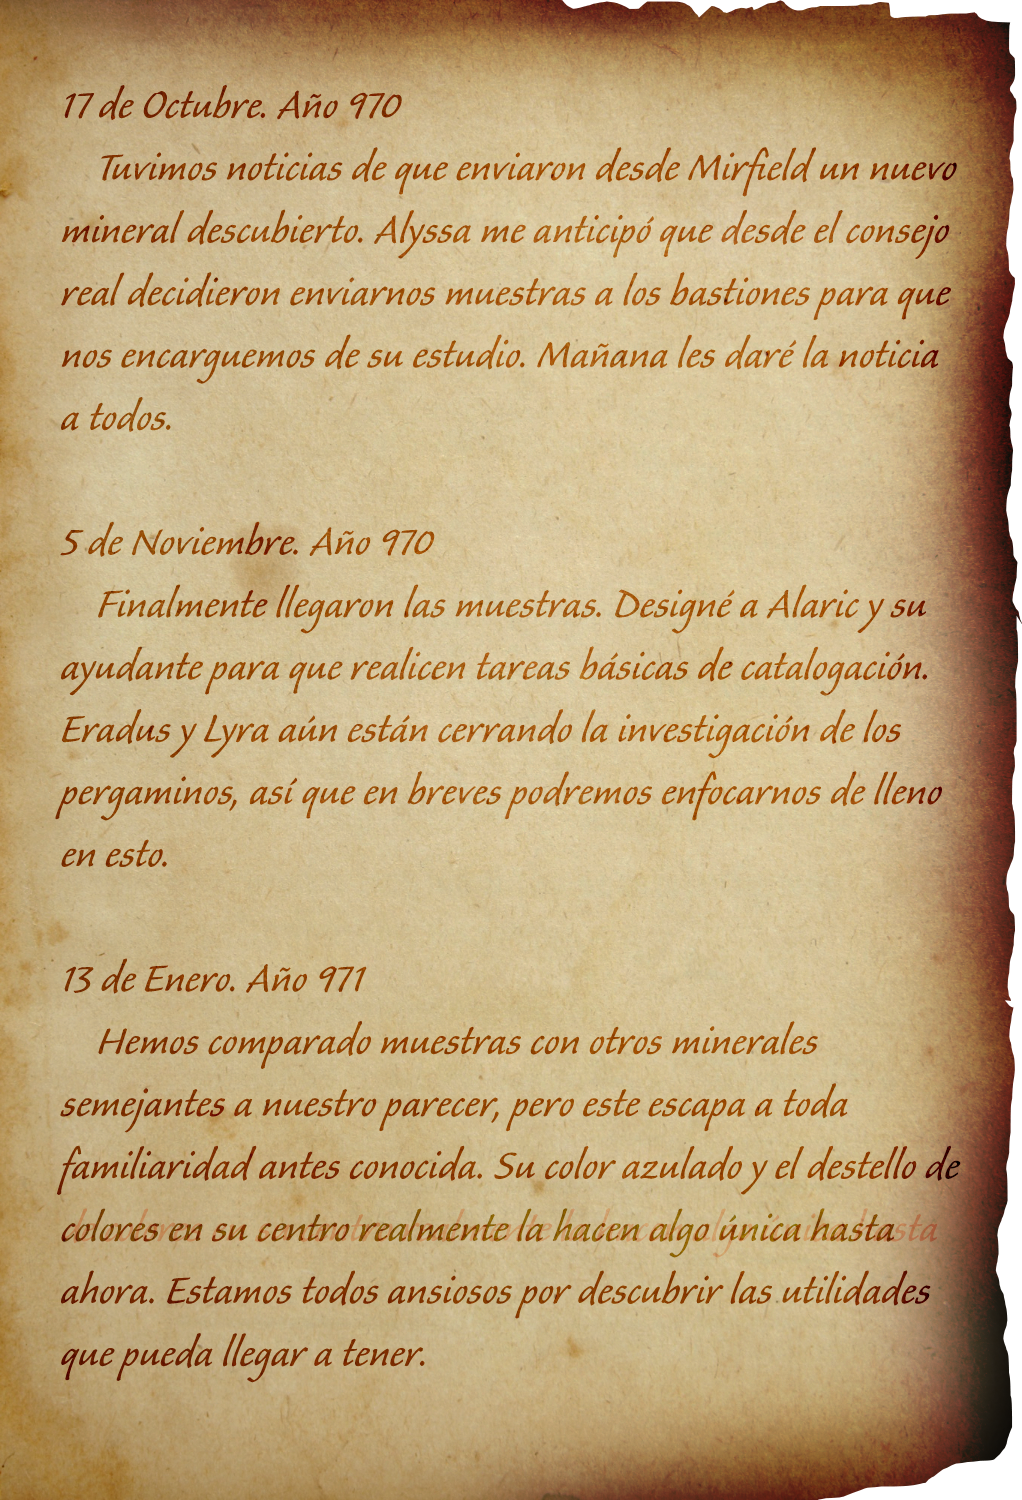 17 de Octubre. Año 970
Tuvimos noticias de que enviaron desde Mirfield un nuevo
mineral descubierto. Alyssa me anticipó que desde el consejo
real decidieron enviarnos muestras a los bastiones para que
nos encarguemos de su estudio. Mañana les daré la noticia
a todos.
5 de Noviembre. Año 970
Finalmente llegaron las muestras. Designé a Alaric y su
ayudante para que realicen tareas básicas de catalogación.
Eradus y Lyra aún están cerrando la investigación de los
pergaminos, así que en breves podremos enfocarnos de lleno
en esto.
13 de Enero. Año 971
Hemos comparado muestras con otros minerales
semejantes a nuestro parecer, pero este escapa a toda
familiaridad antes conocida. Su color azulado y el destello de
colores en su centro realmente la hacen algo única hasta
ahora. Estamos todos ansiosos por descubrir las utilidades
que pueda llegar a tener.